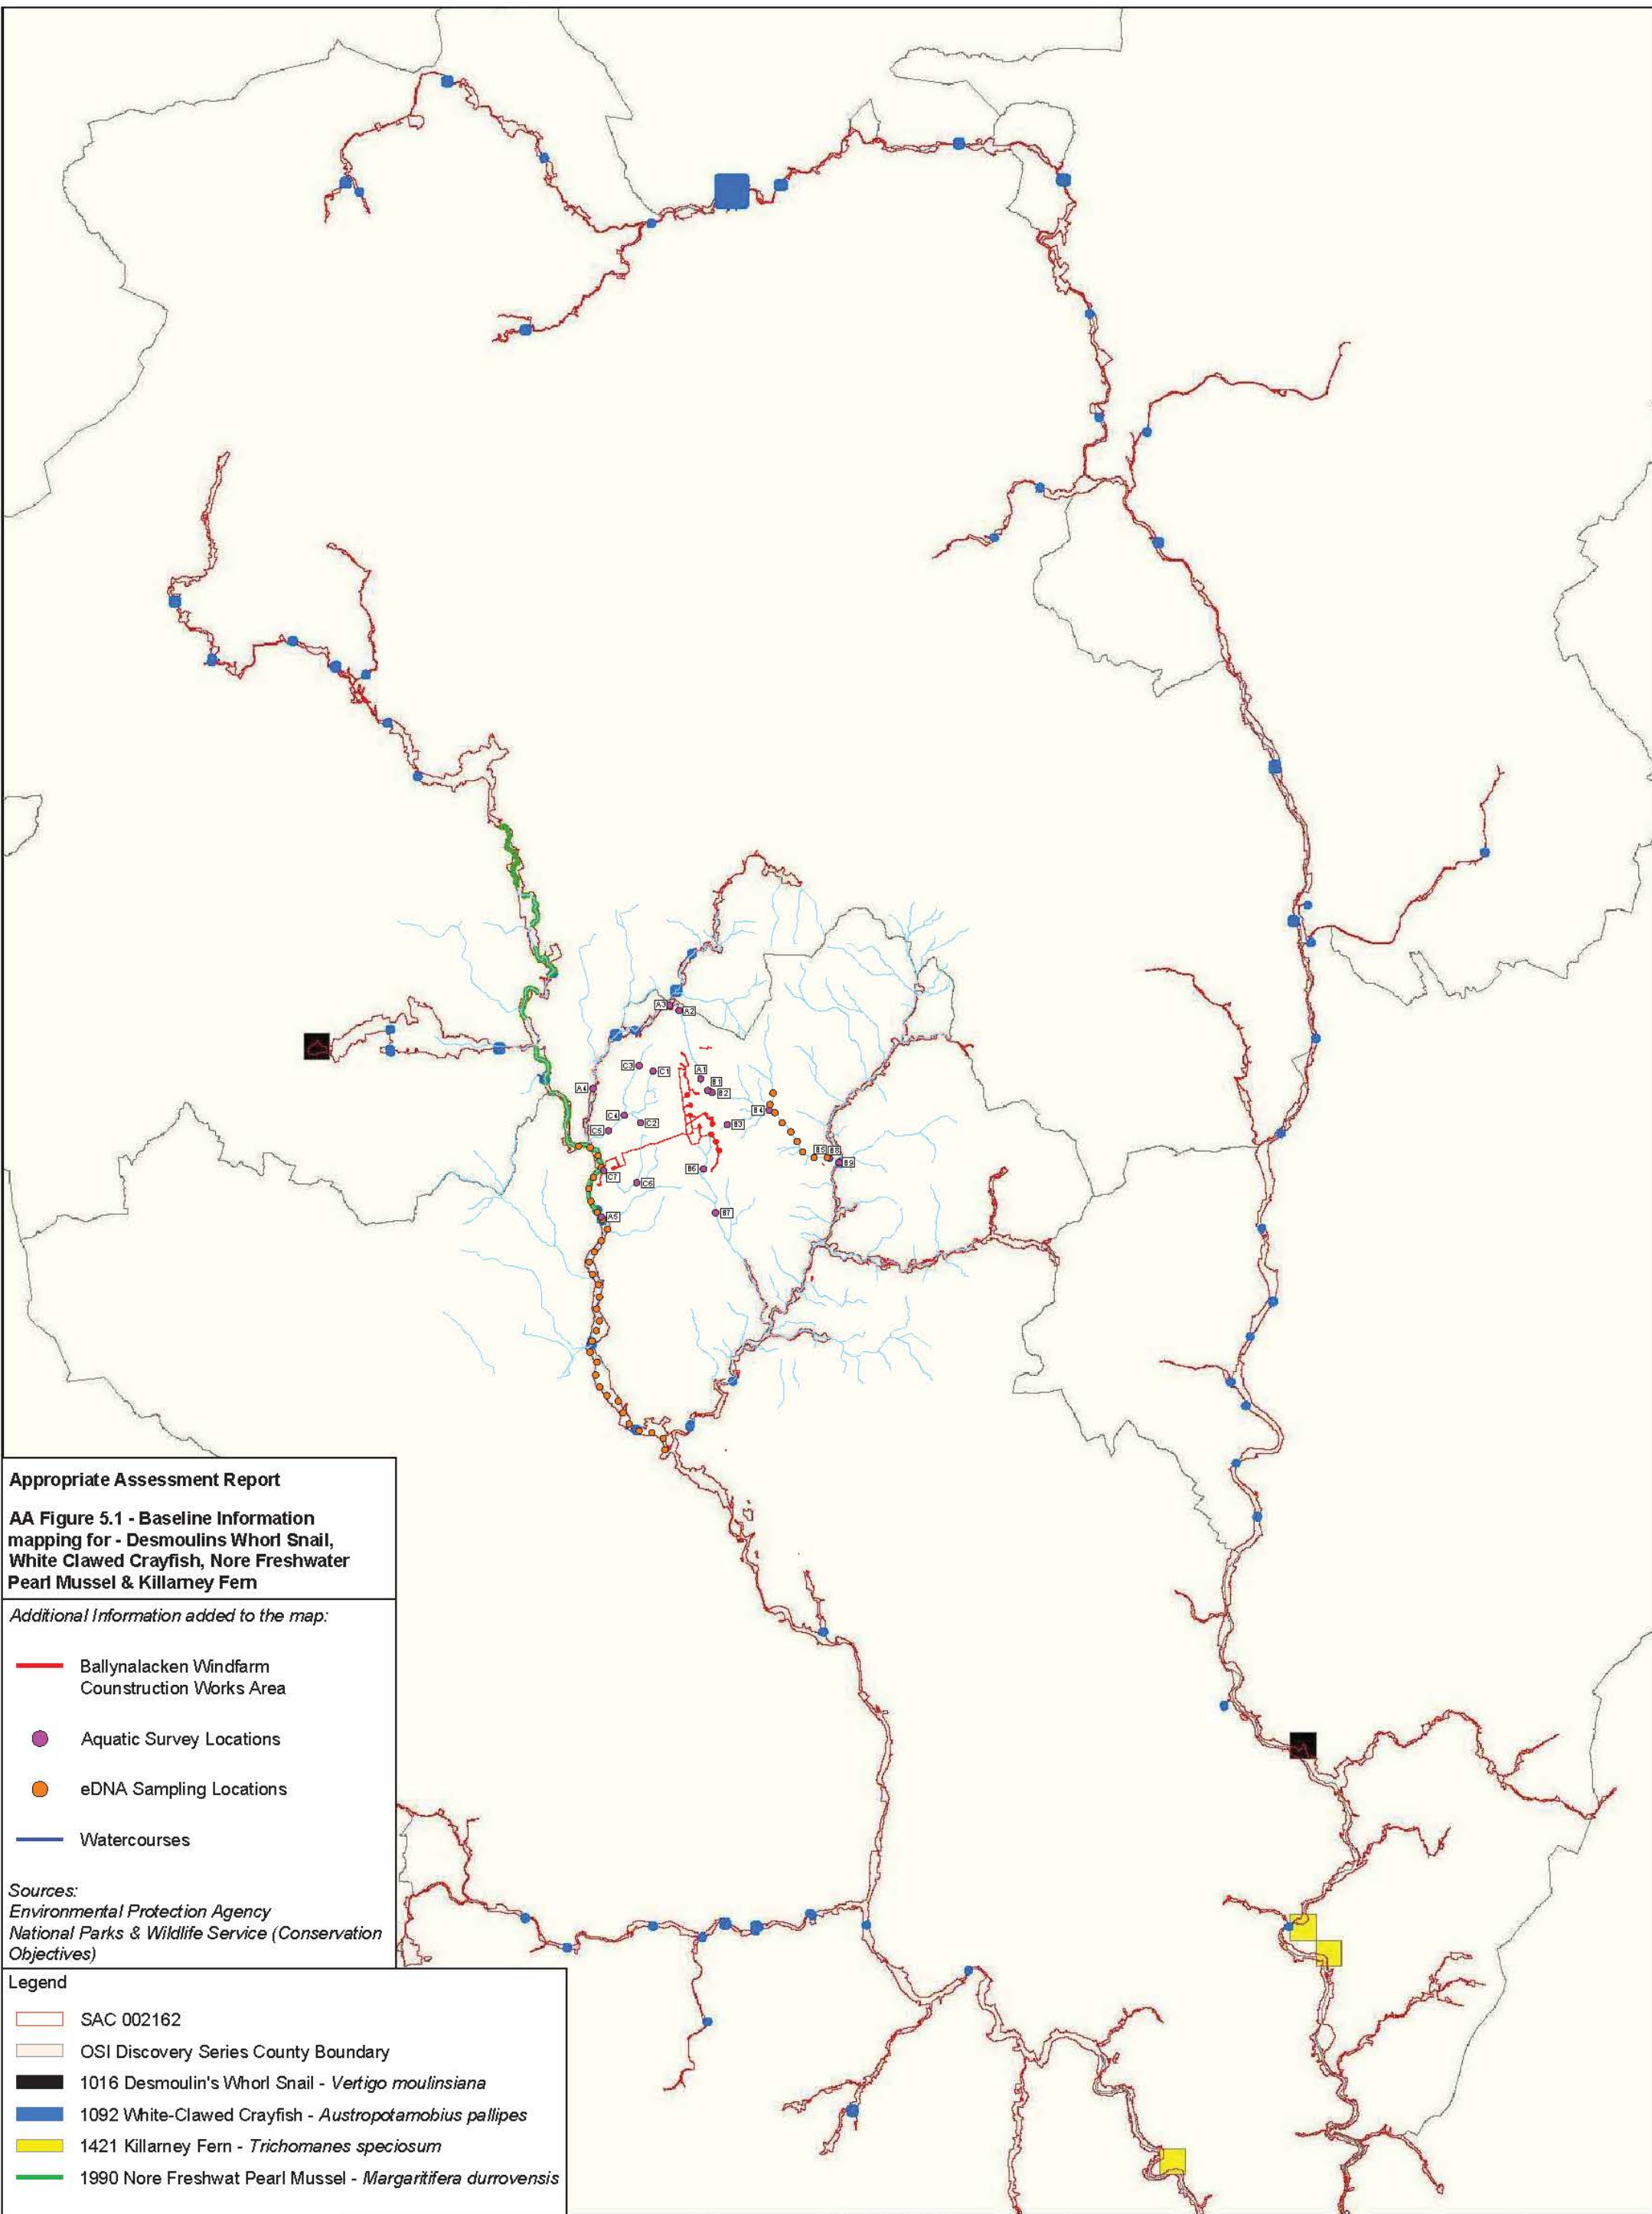 A3
A2
C3
C1
A1
A4
B1
B2
B4
C4
C2
B3
C5
B5
B8
B9
B6
C7
C6
A5
B7
Appropriate Assessment Report
AA Figure 5.1 - Baseline Information
mapping for - Desmoulins Whorl Snail,
White Clawed Crayfish, Nore Freshwater
Pearl Mussel & Killarney Fern
Additional Information added to the map:
Ballynalacken Windfarm
Counstruction Works Area
Aquatic Survey Locations
eDNA Sampling Locations
Watercourses
Sources:
Environmental Protection Agency
National Parks & Wildlife Service (Conservation
Objectives)
Legend
SAC 002162
OSI Discovery Series County Boundary
1016 Desmoulin's Whorl Snail - Vertigo moulinsiana
1092 White-Clawed Crayfish - Austropotamobius pallipes
1421 Killarney Fern - Trichomanes speciosum
1990 Nore Freshwat Pearl Mussel - Margaritifera durrovensis